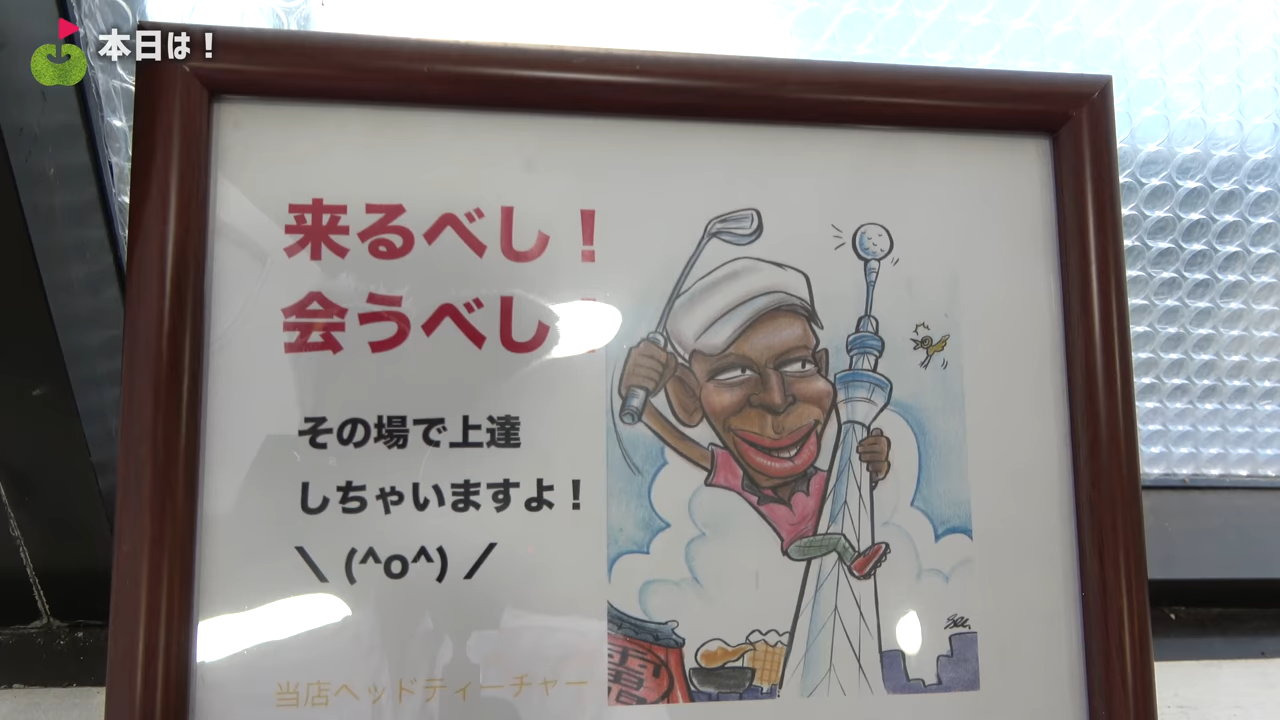 本日は！
来るべし！
会うべし！
その場で上達
しちゃいますよ！
＼(^o^)／
当店ヘッドティーチャー